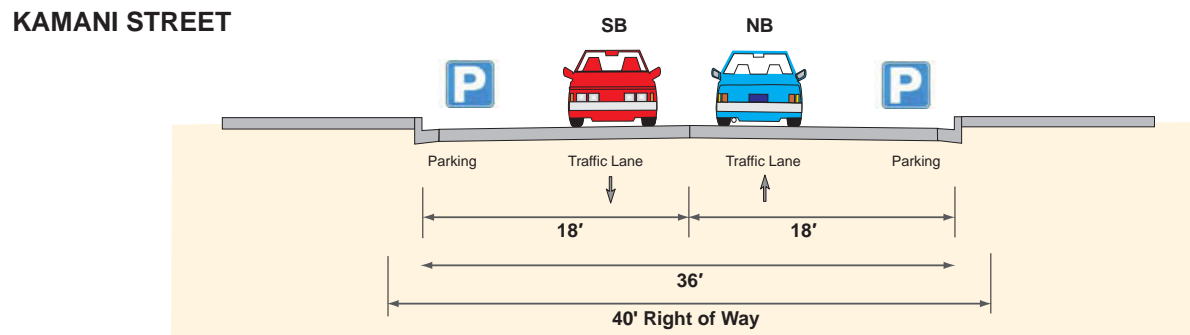 KAMANI STREET
SB NB
P P
Parking Traffic Lane Traffic Lane Parking
18′ 18′
36′
40' Right of Way